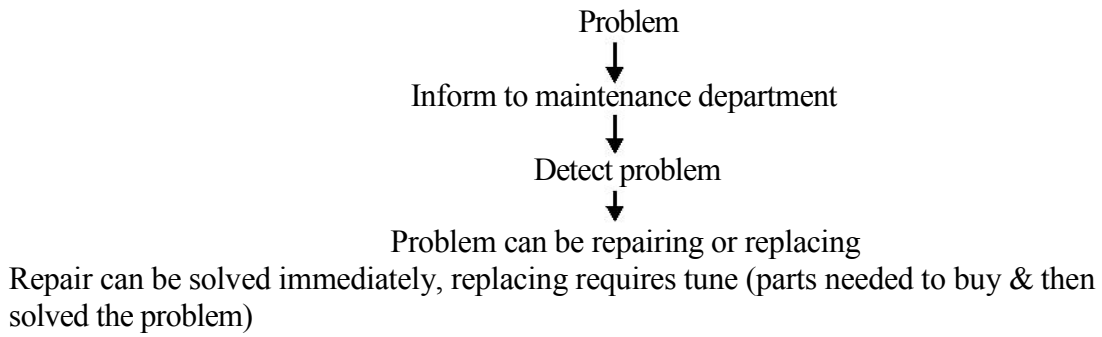 Problem
Inform to maintenance department
Detect problem
Problem can be repairing or replacing
Repair can be solved immediately, replacing requires tune (parts needed to buy & then
solved the problem)